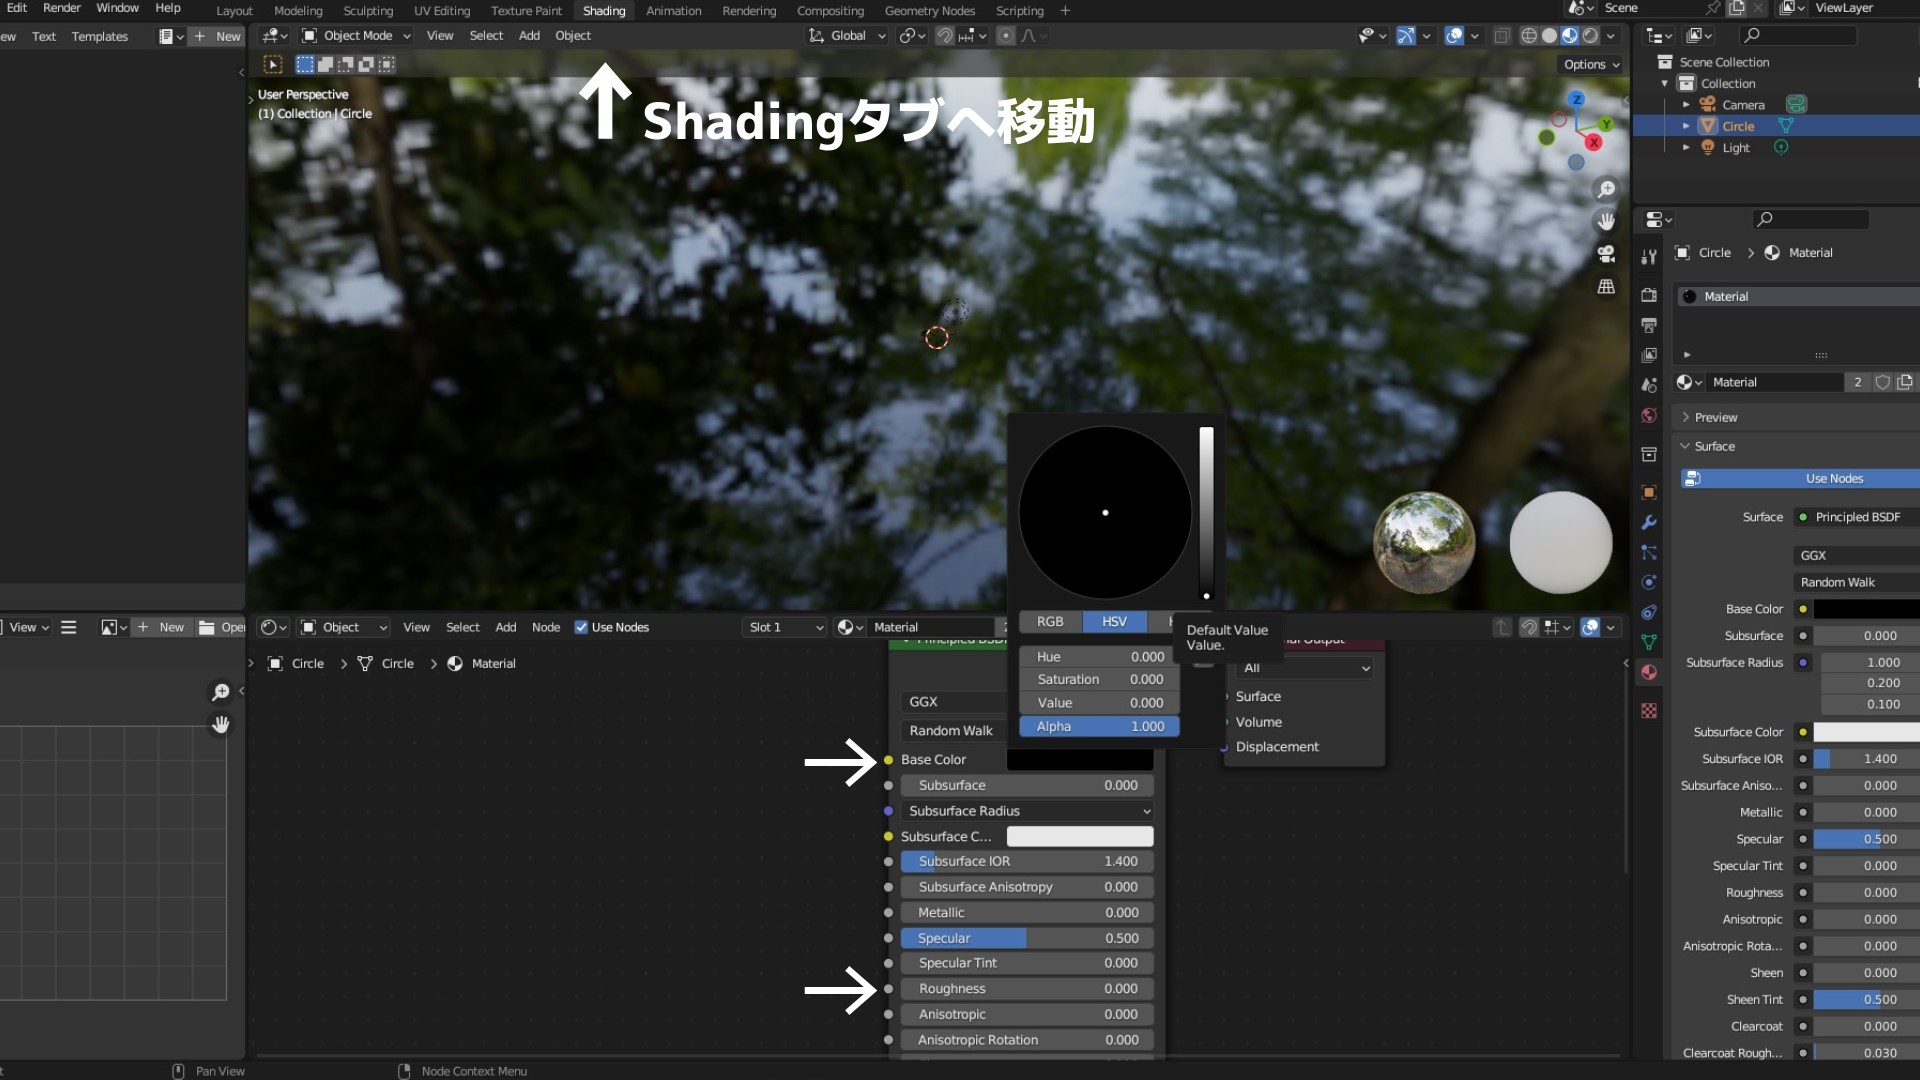 Edit Render Window Help Layout Modeling Sculpting UV Editing Texture Paint Shading Animation Rendering Compositing Geometry Nodes Scripting + Scene ViewLayer
ew Text Templates + New Object Mode View Select Add Object Global
Options
User Perspective
(1) Collection | Circle
Shadingタブへ移動
Z
Y
X
Scene Collection
Collection
Camera
Circle
Light
Circle > Material
Material
Material 2
Preview
Surface
Use Nodes
Surface Principled BSDF
GGX
Random Walk
Base Color
Subsurface 0.000
Subsurface Radius 1.000
0.200
0.100
Subsurface Color
Subsurface IOR 1.400
Subsurface Aniso... 0.000
Metallic 0.000
Specular 0.500
Specular Tint 0.000
Roughness 0.000
Anisotropic 0.000
Anisotropic Rota... 0.000
Sheen 0.000
Sheen Tint 0.500
Clearcoat 0.000
Clearcoat Rough... 0.030
RGB HSV
Default Value
Value.
Hue 0.000
Saturation 0.000
Value 0.000
Alpha 1.000
View + New Ope
Object View Select Add Node Use Nodes Slot 1 Material
Circle > Circle > Material
GGX
Random Walk
Base Color
Subsurface 0.000
Subsurface Radius
Subsurface C...
Subsurface IOR 1.400
Subsurface Anisotropy 0.000
Metallic 0.000
Specular 0.500
Specular Tint 0.000
Roughness 0.000
Anisotropic 0.000
Anisotropic Rotation 0.000
All
Surface
Volume
Displacement
Pan View Node Context Menu